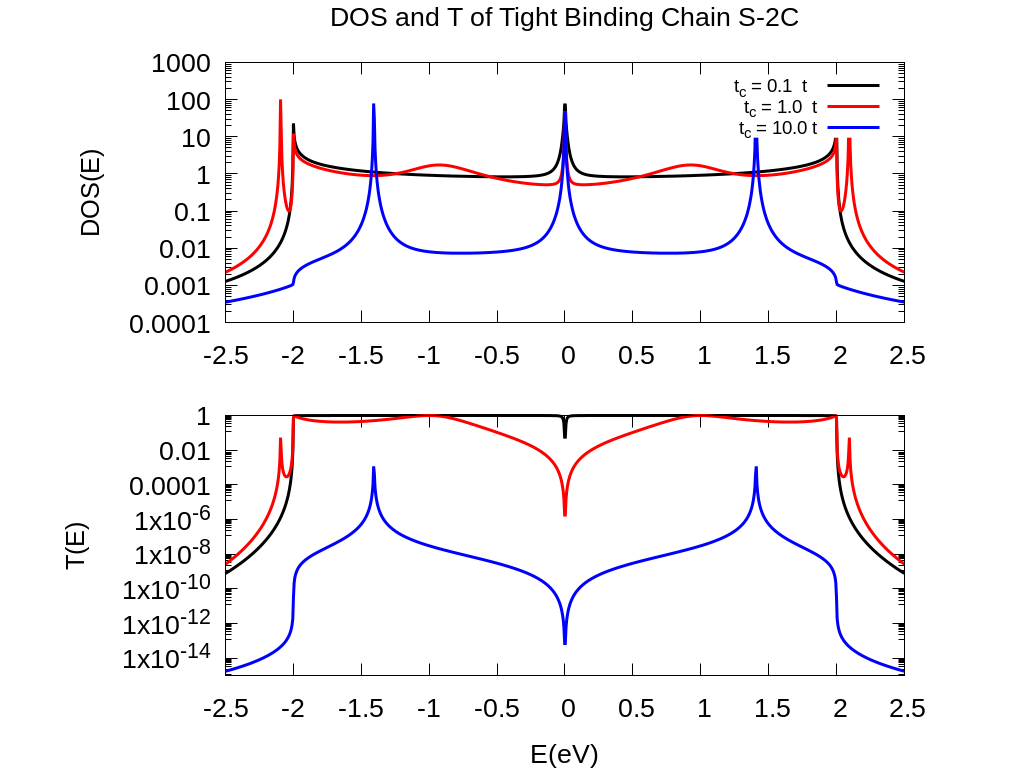 DOS and T of Tight Binding Chain S-2C
1000
100
10
1
0.1
0.01
0.001
0.0001
DOS(E)
t_c = 0.1 t
t_c = 1.0 t
t_c = 10.0 t
-2.5 -2 -1.5 -1 -0.5 0 0.5 1 1.5 2 2.5
1
0.01
0.0001
1x10^-6
1x10^-8
1x10^-10
1x10^-12
1x10^-14
T(E)
-2.5 -2 -1.5 -1 -0.5 0 0.5 1 1.5 2 2.5
E(eV)